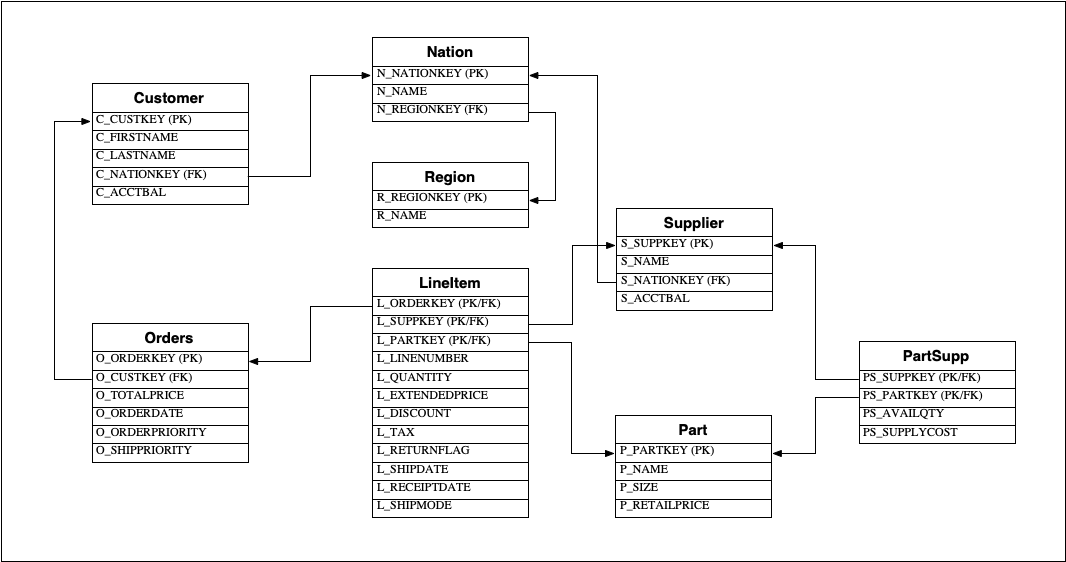 Nation
N_NATIONKEY (PK)
N_NAME
N_REGIONKEY (FK)
Customer
C_CUSTKEY (PK)
C_FIRSTNAME
C_LASTNAME
C_NATIONKEY (FK)
C_ACCTBAL
Region
R_REGIONKEY (PK)
R_NAME
Supplier
S_SUPPKEY (PK)
S_NAME
S_NATIONKEY (FK)
S_ACCTBAL
LineItem
L_ORDERKEY (PK/FK)
L_SUPPKEY (PK/FK)
L_PARTKEY (PK/FK)
L_LINENUMBER
L_QUANTITY
L_EXTENDEDPRICE
L_DISCOUNT
L_TAX
L_RETURNFLAG
L_SHIPDATE
L_RECEIPTDATE
L_SHIPMODE
Orders
O_ORDERKEY (PK)
O_CUSTKEY (FK)
O_TOTALPRICE
O_ORDERDATE
O_ORDERPRIORITY
O_SHIPPRIORITY
PartSupp
PS_SUPPKEY (PK/FK)
PS_PARTKEY (PK/FK)
PS_AVAILQTY
PS_SUPPLYCOST
Part
P_PARTKEY (PK)
P_NAME
P_SIZE
P_RETAILPRICE